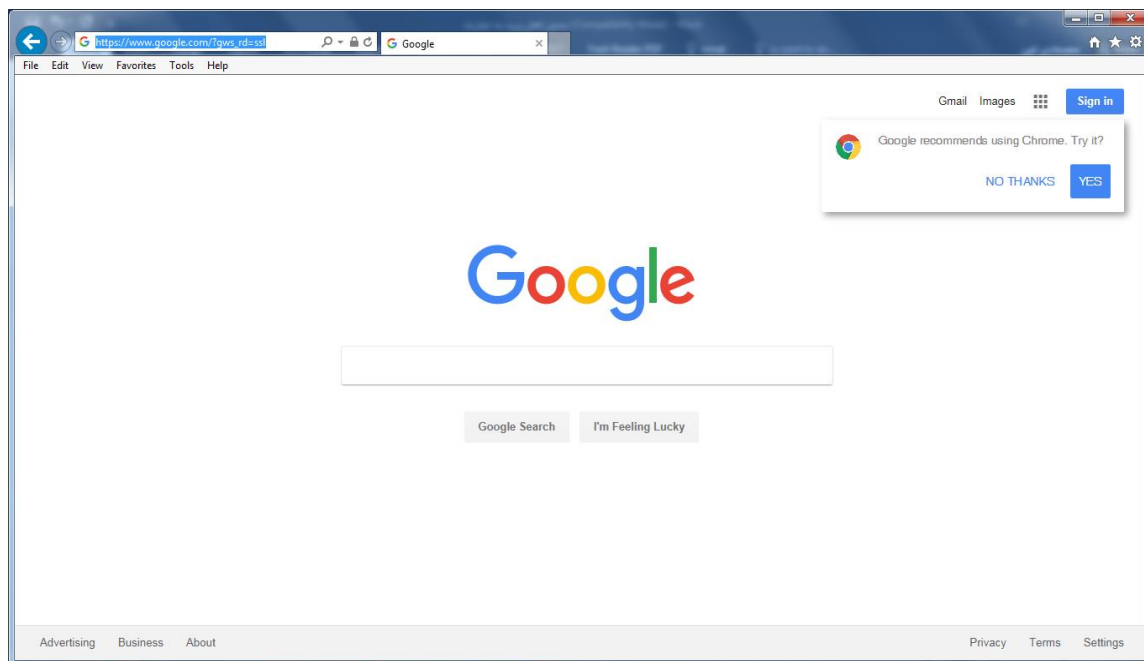 https://www.google.com/?gws_rd=ssl
Google
File Edit View Favorites Tools Help
Gmail Images Sign in
Google recommends using Chrome. Try it?
NO THANKS YES
Google
Google Search I'm Feeling Lucky
Advertising Business About Privacy Terms Settings